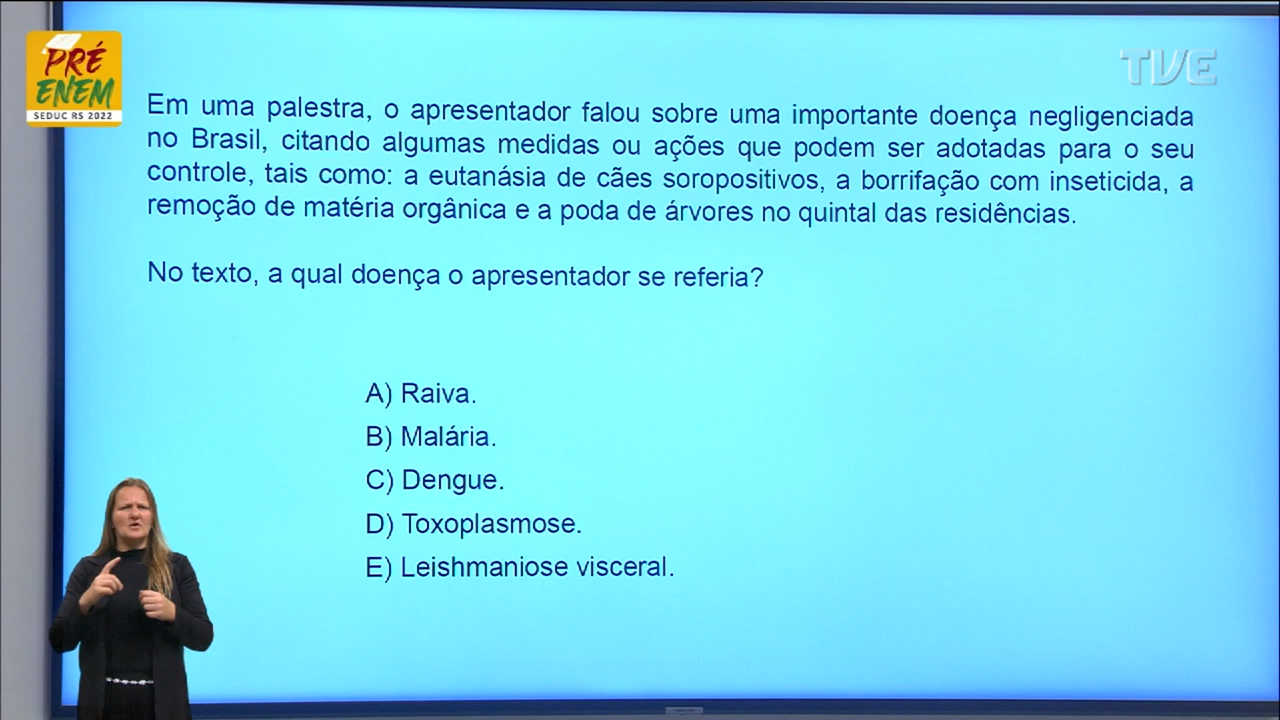 PRÉ
ENEM
SEDUC RS 2022
TVE
Em uma palestra, o apresentador falou sobre uma importante doença negligenciada
no Brasil, citando algumas medidas ou ações que podem ser adotadas para o seu
controle, tais como: a eutanásia de cães soropositivos, a borrifação com inseticida, a
remoção de matéria orgânica e a poda de árvores no quintal das residências.
No texto, a qual doença o apresentador se referia?
A) Raiva.
B) Malária.
C) Dengue.
D) Toxoplasmose.
E) Leishmaniose visceral.